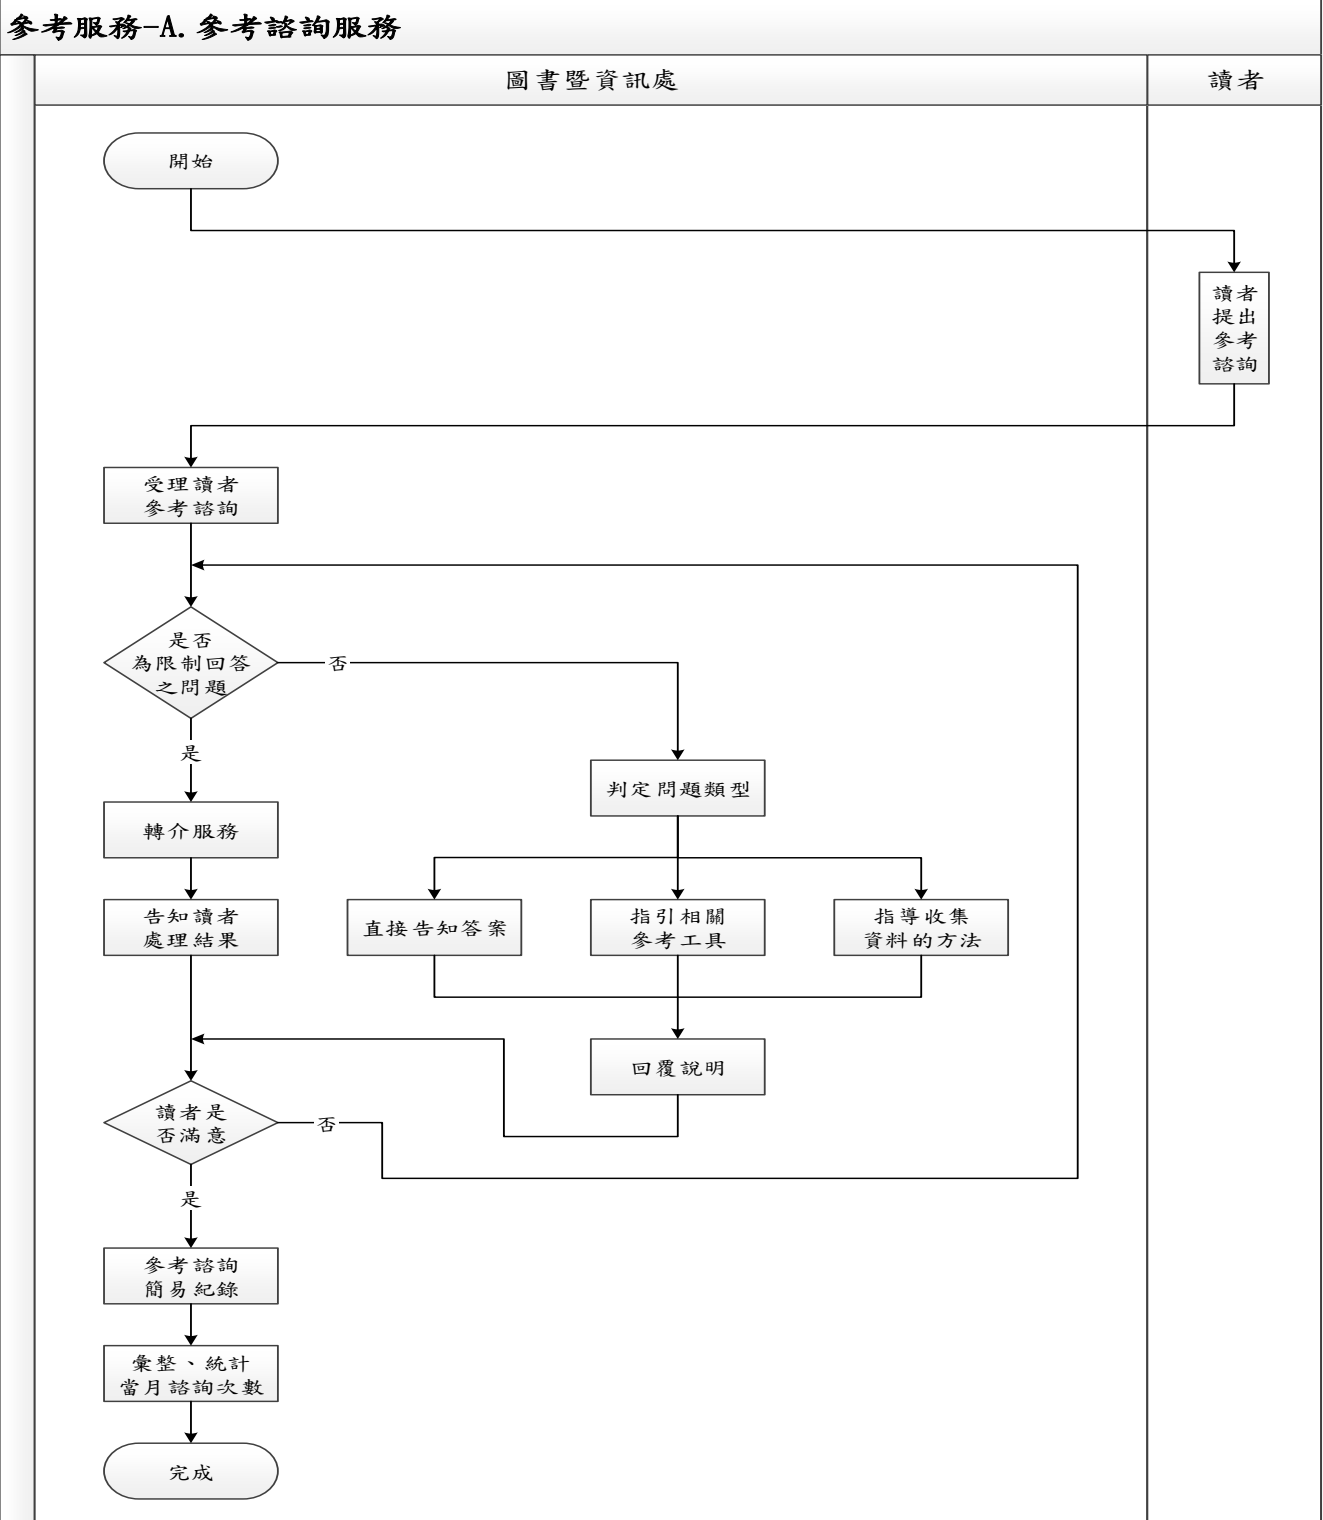 參考服務-A.參考諮詢服務
圖書暨資訊處
讀者
開始
讀者
提出
參考
諮詢
受理讀者
參考諮詢
是否
為限制回答
之問題
否
是
判定問題類型
轉介服務
告知讀者
處理結果
直接告知答案
指引相關
參考工具
指導收集
資料的方法
回覆說明
讀者是
否滿意
否
是
參考諮詢
簡易紀錄
彙整、統計
當月諮詢次數
完成